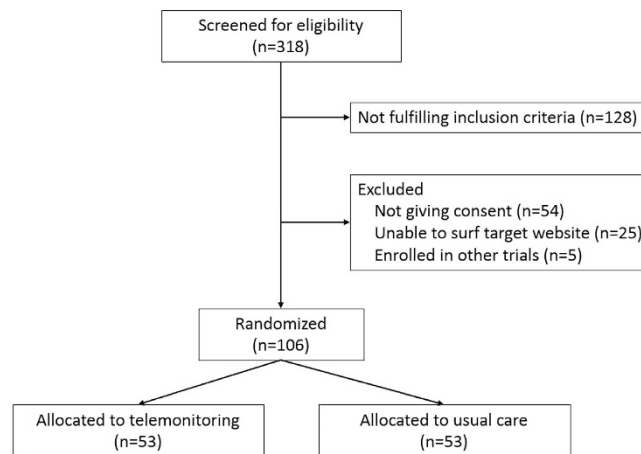 Screened for eligibility
(n=318)
Not fulfilling inclusion criteria (n=128)
Excluded
Not giving consent (n=54)
Unable to surf target website (n=25)
Enrolled in other trials (n=5)
Randomized
(n=106)
Allocated to telemonitoring
(n=53)
Allocated to usual care
(n=53)